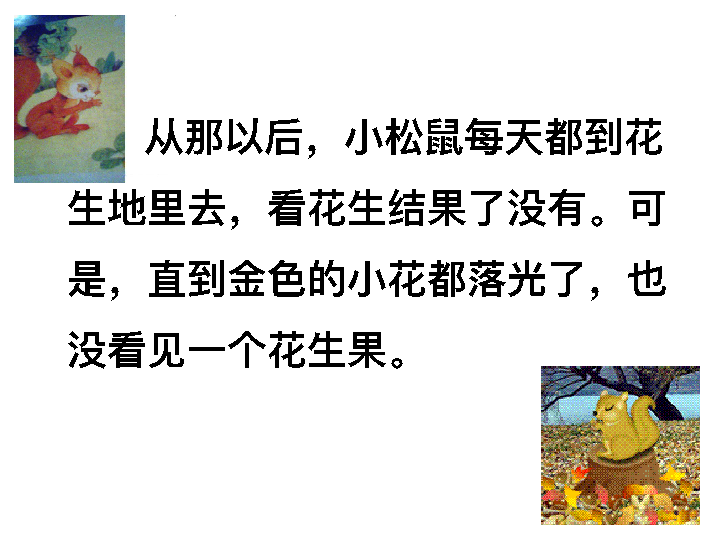 从那以后，小松鼠每天都到花
生地里去，看花生结果了没有。可
是，直到金色的小花都落光了，也
没看见一个花生果。